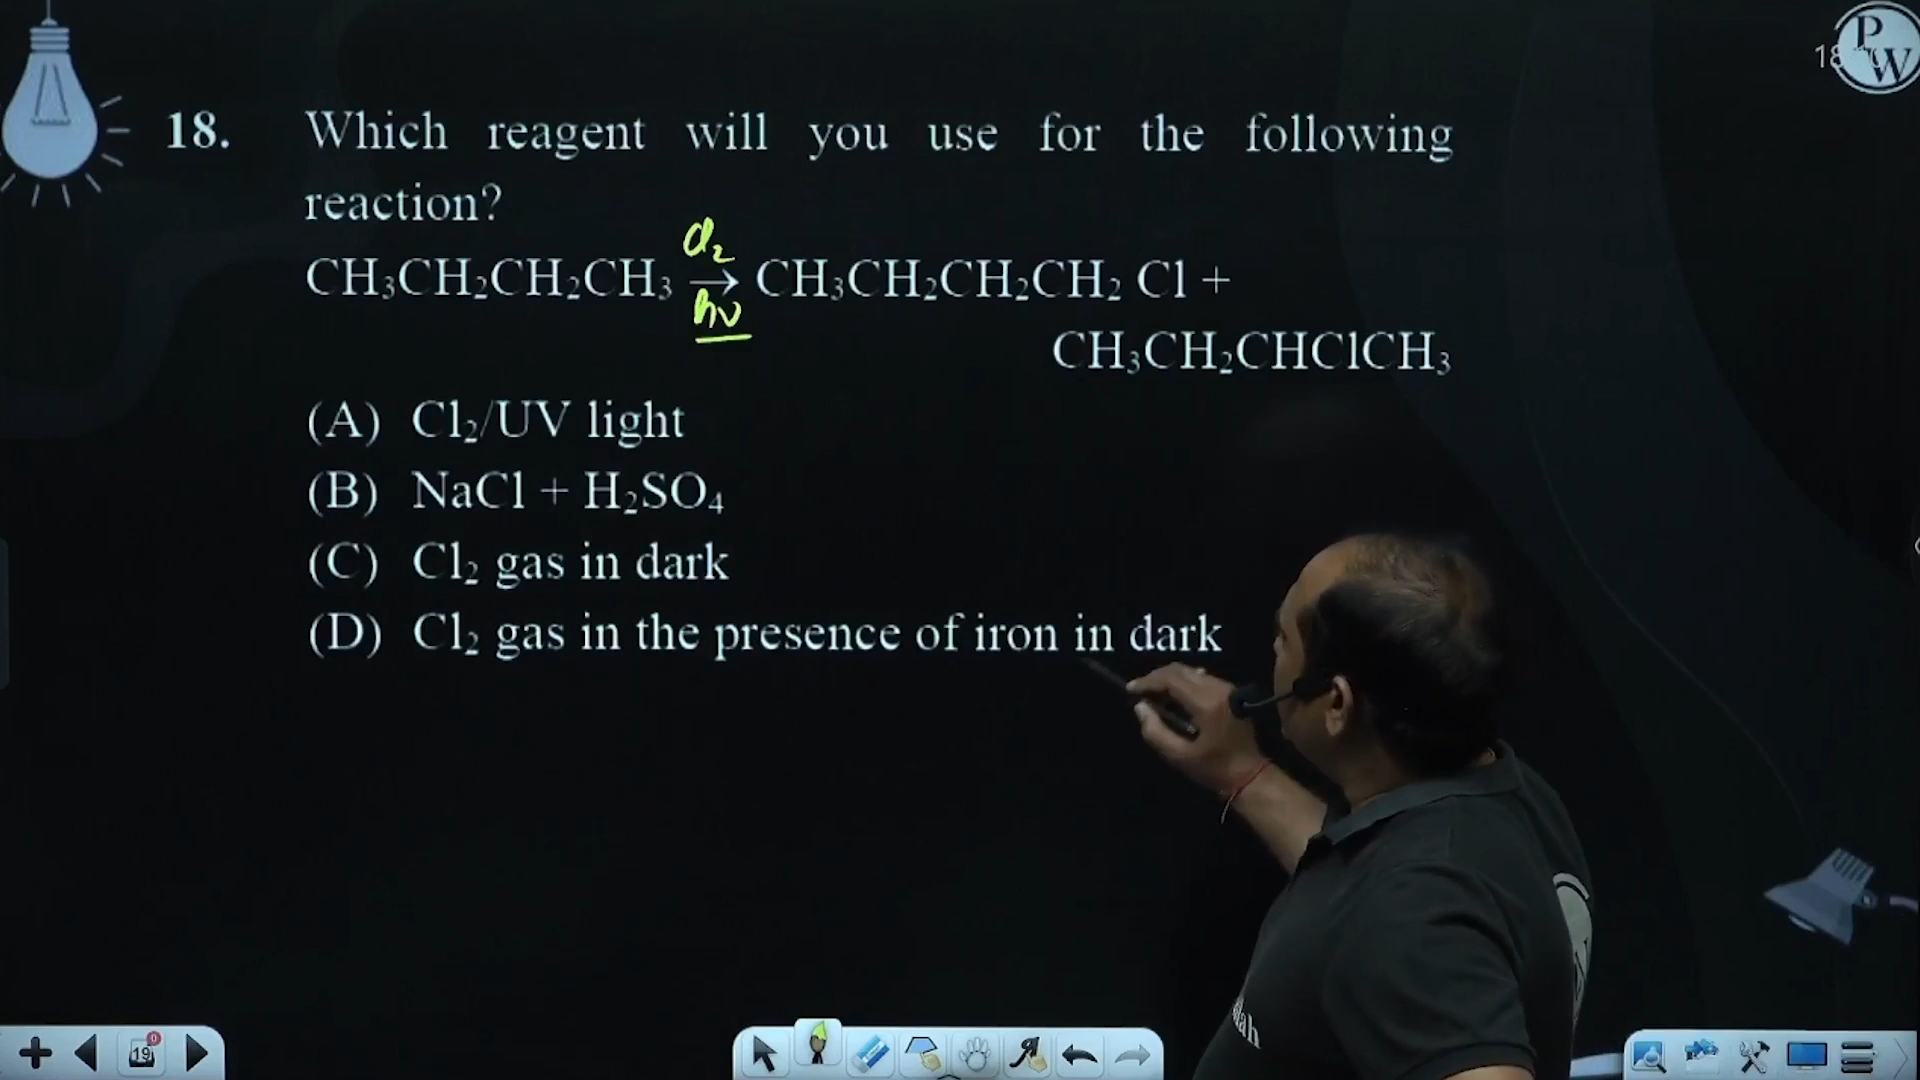 18. Which reagent will you use for the following
reaction?
Cl₂
CH₃CH₂CH₂CH₃ → CH₃CH₂CH₂CH₂ Cl +
hν
CH₃CH₂CHClCH₃
(A) Cl₂/UV light
(B) NaCl + H₂SO₄
(C) Cl₂ gas in dark
(D) Cl₂ gas in the presence of iron in dark
PW
19